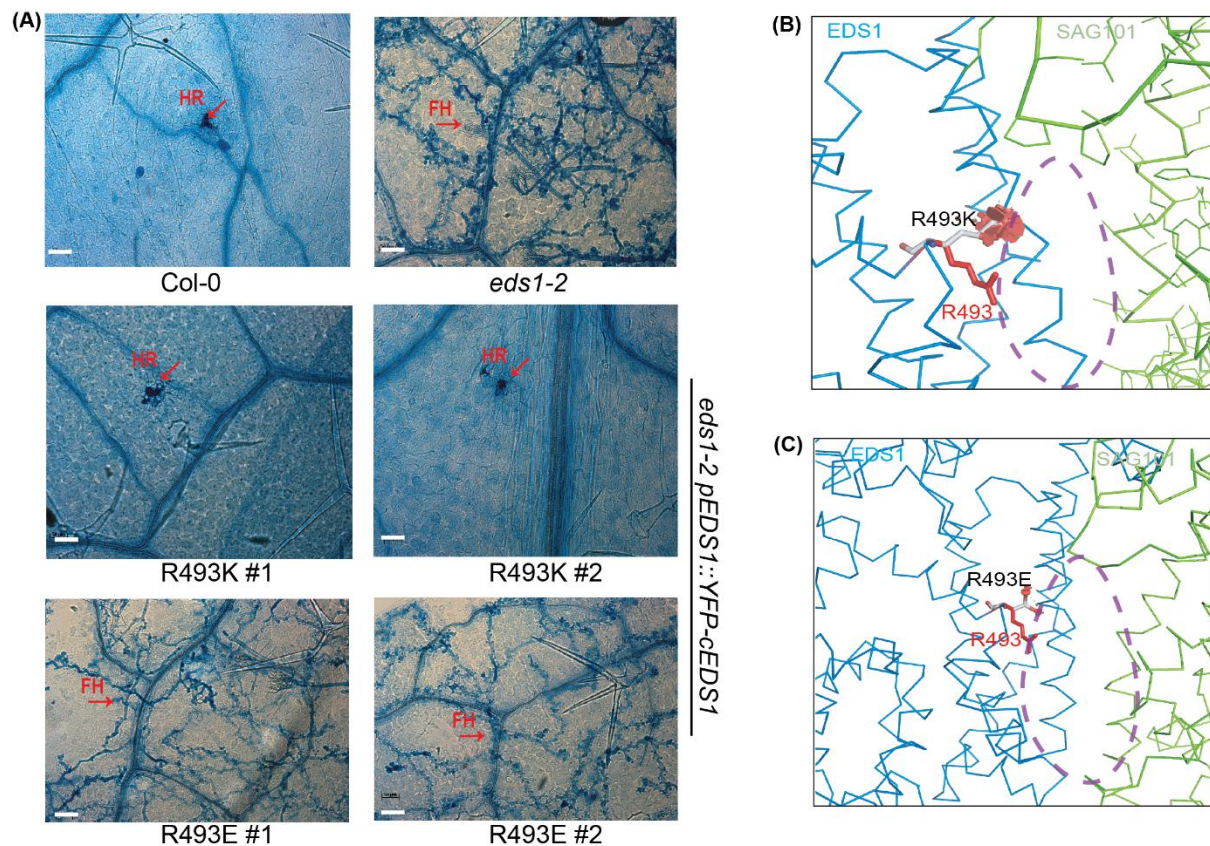 (A)
HR
FH
Col-0
eds1-2
HR
HR
R493K #1
R493K #2
FH
FH
R493E #1
R493E #2
eds1-2 pEDS1::YFP-cEDS1
(B)
EDS1
SAG101
R493K
R493
(C)
EDS1
SAG101
R493E
R493